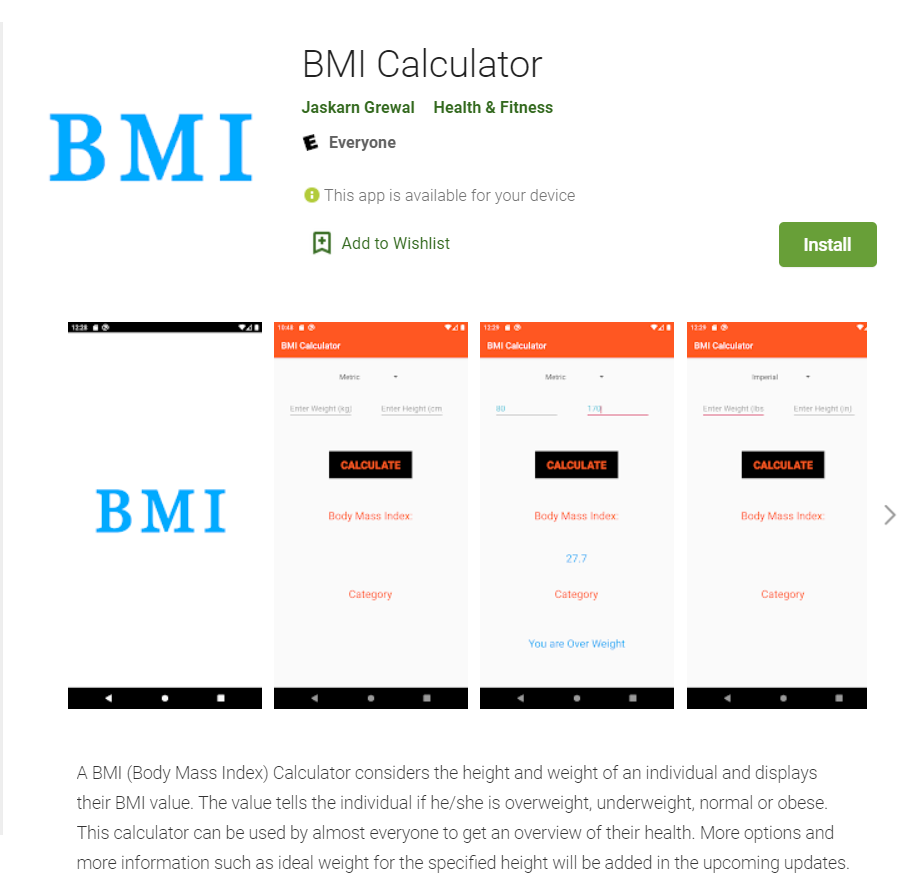 BMI Calculator
Jaskarn Grewal Health & Fitness
BMI
Everyone
This app is available for your device
Add to Wishlist
Install
12:28
BMI
10:48
BMI Calculator
Metric
Enter Weight (kg) Enter Height (cm
CALCULATE
Body Mass Index:
Category
12:29
BMI Calculator
Metric
80 170
CALCULATE
Body Mass Index:
27.7
Category
You are Over Weight
12:29
BMI Calculator
Imperial
Enter Weight (lbs Enter Height (in)
CALCULATE
Body Mass Index:
Category
A BMI (Body Mass Index) Calculator considers the height and weight of an individual and displays
their BMI value. The value tells the individual if he/she is overweight, underweight, normal or obese.
This calculator can be used by almost everyone to get an overview of their health. More options and
more information such as ideal weight for the specified height will be added in the upcoming updates.